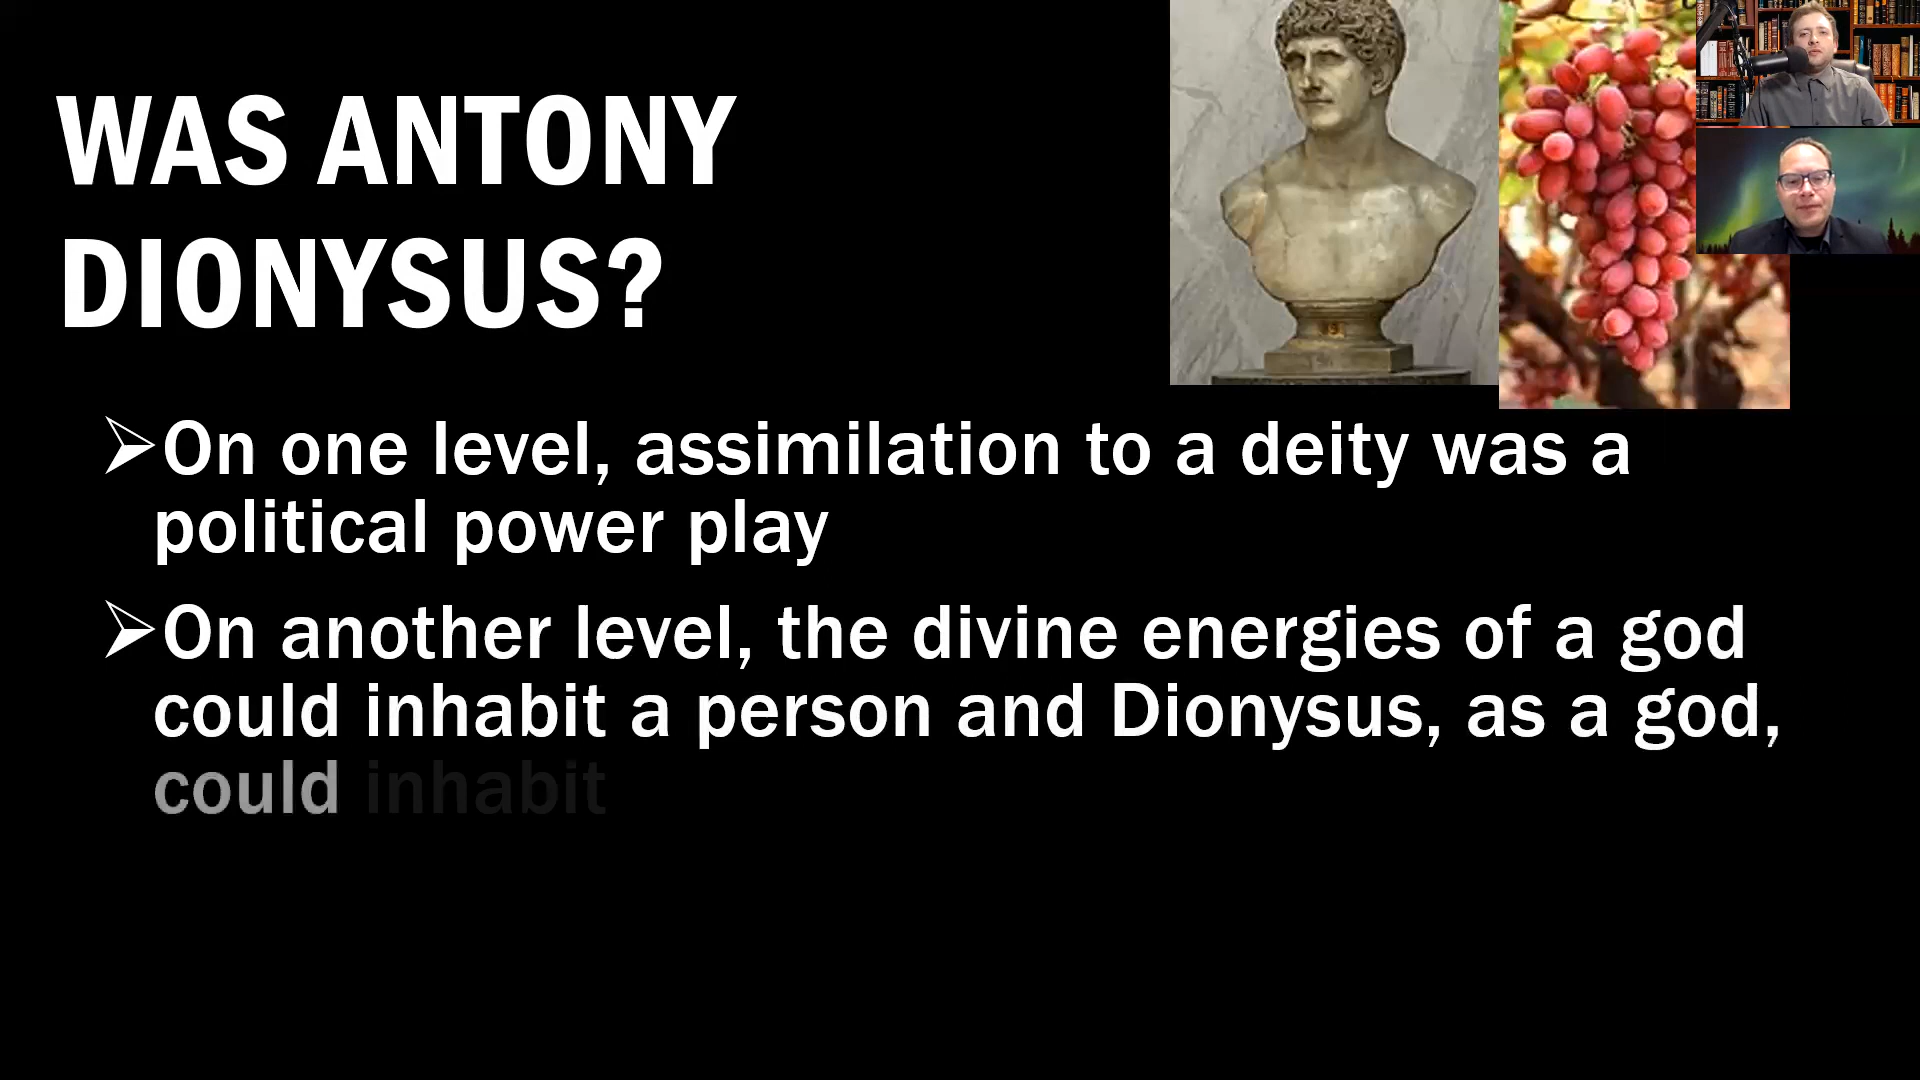 WAS ANTONY
DIONYSUS?
➢On one level, assimilation to a deity was a
political power play
➢On another level, the divine energies of a god
could inhabit a person and Dionysus, as a god,
could inhabit